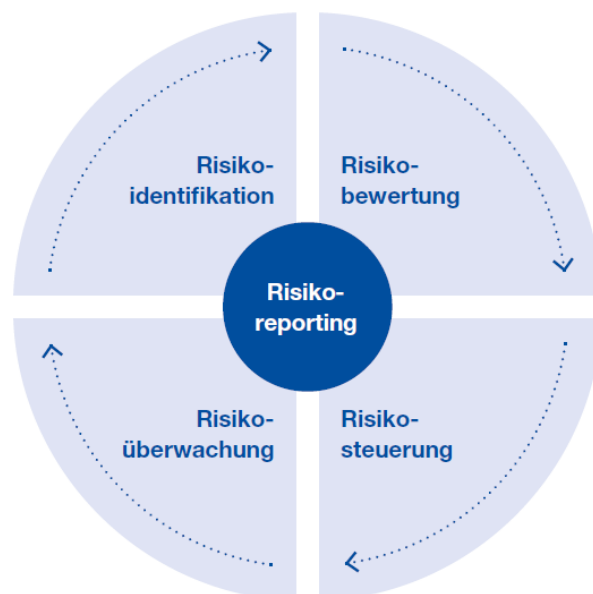 Risiko-
identifikation
Risiko-
bewertung
Risiko-
reporting
Risiko-
überwachung
Risiko-
steuerung